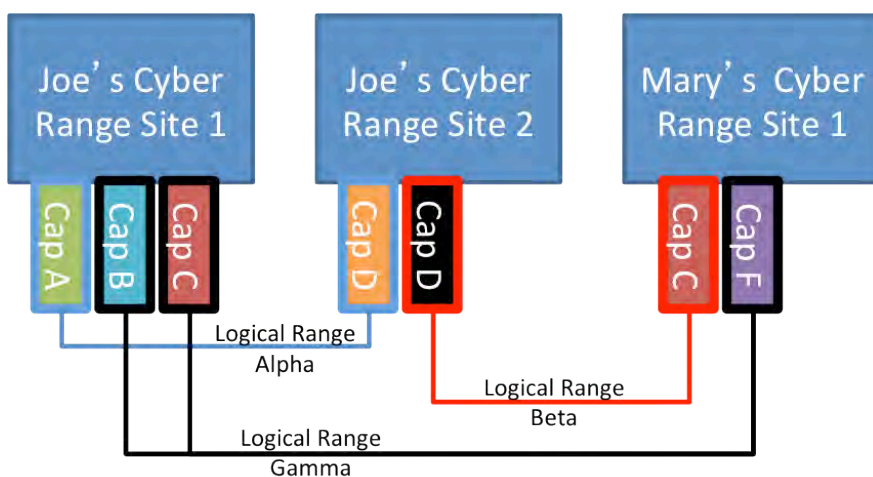 Joe's Cyber
Range Site 1
Joe's Cyber
Range Site 2
Mary's Cyber
Range Site 1
Cap A
Cap B
Cap C
Cap D
Cap D
Cap C
Cap F
Logical Range
Alpha
Logical Range
Beta
Logical Range
Gamma